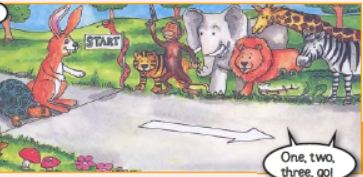 START
One, two,
three, go!